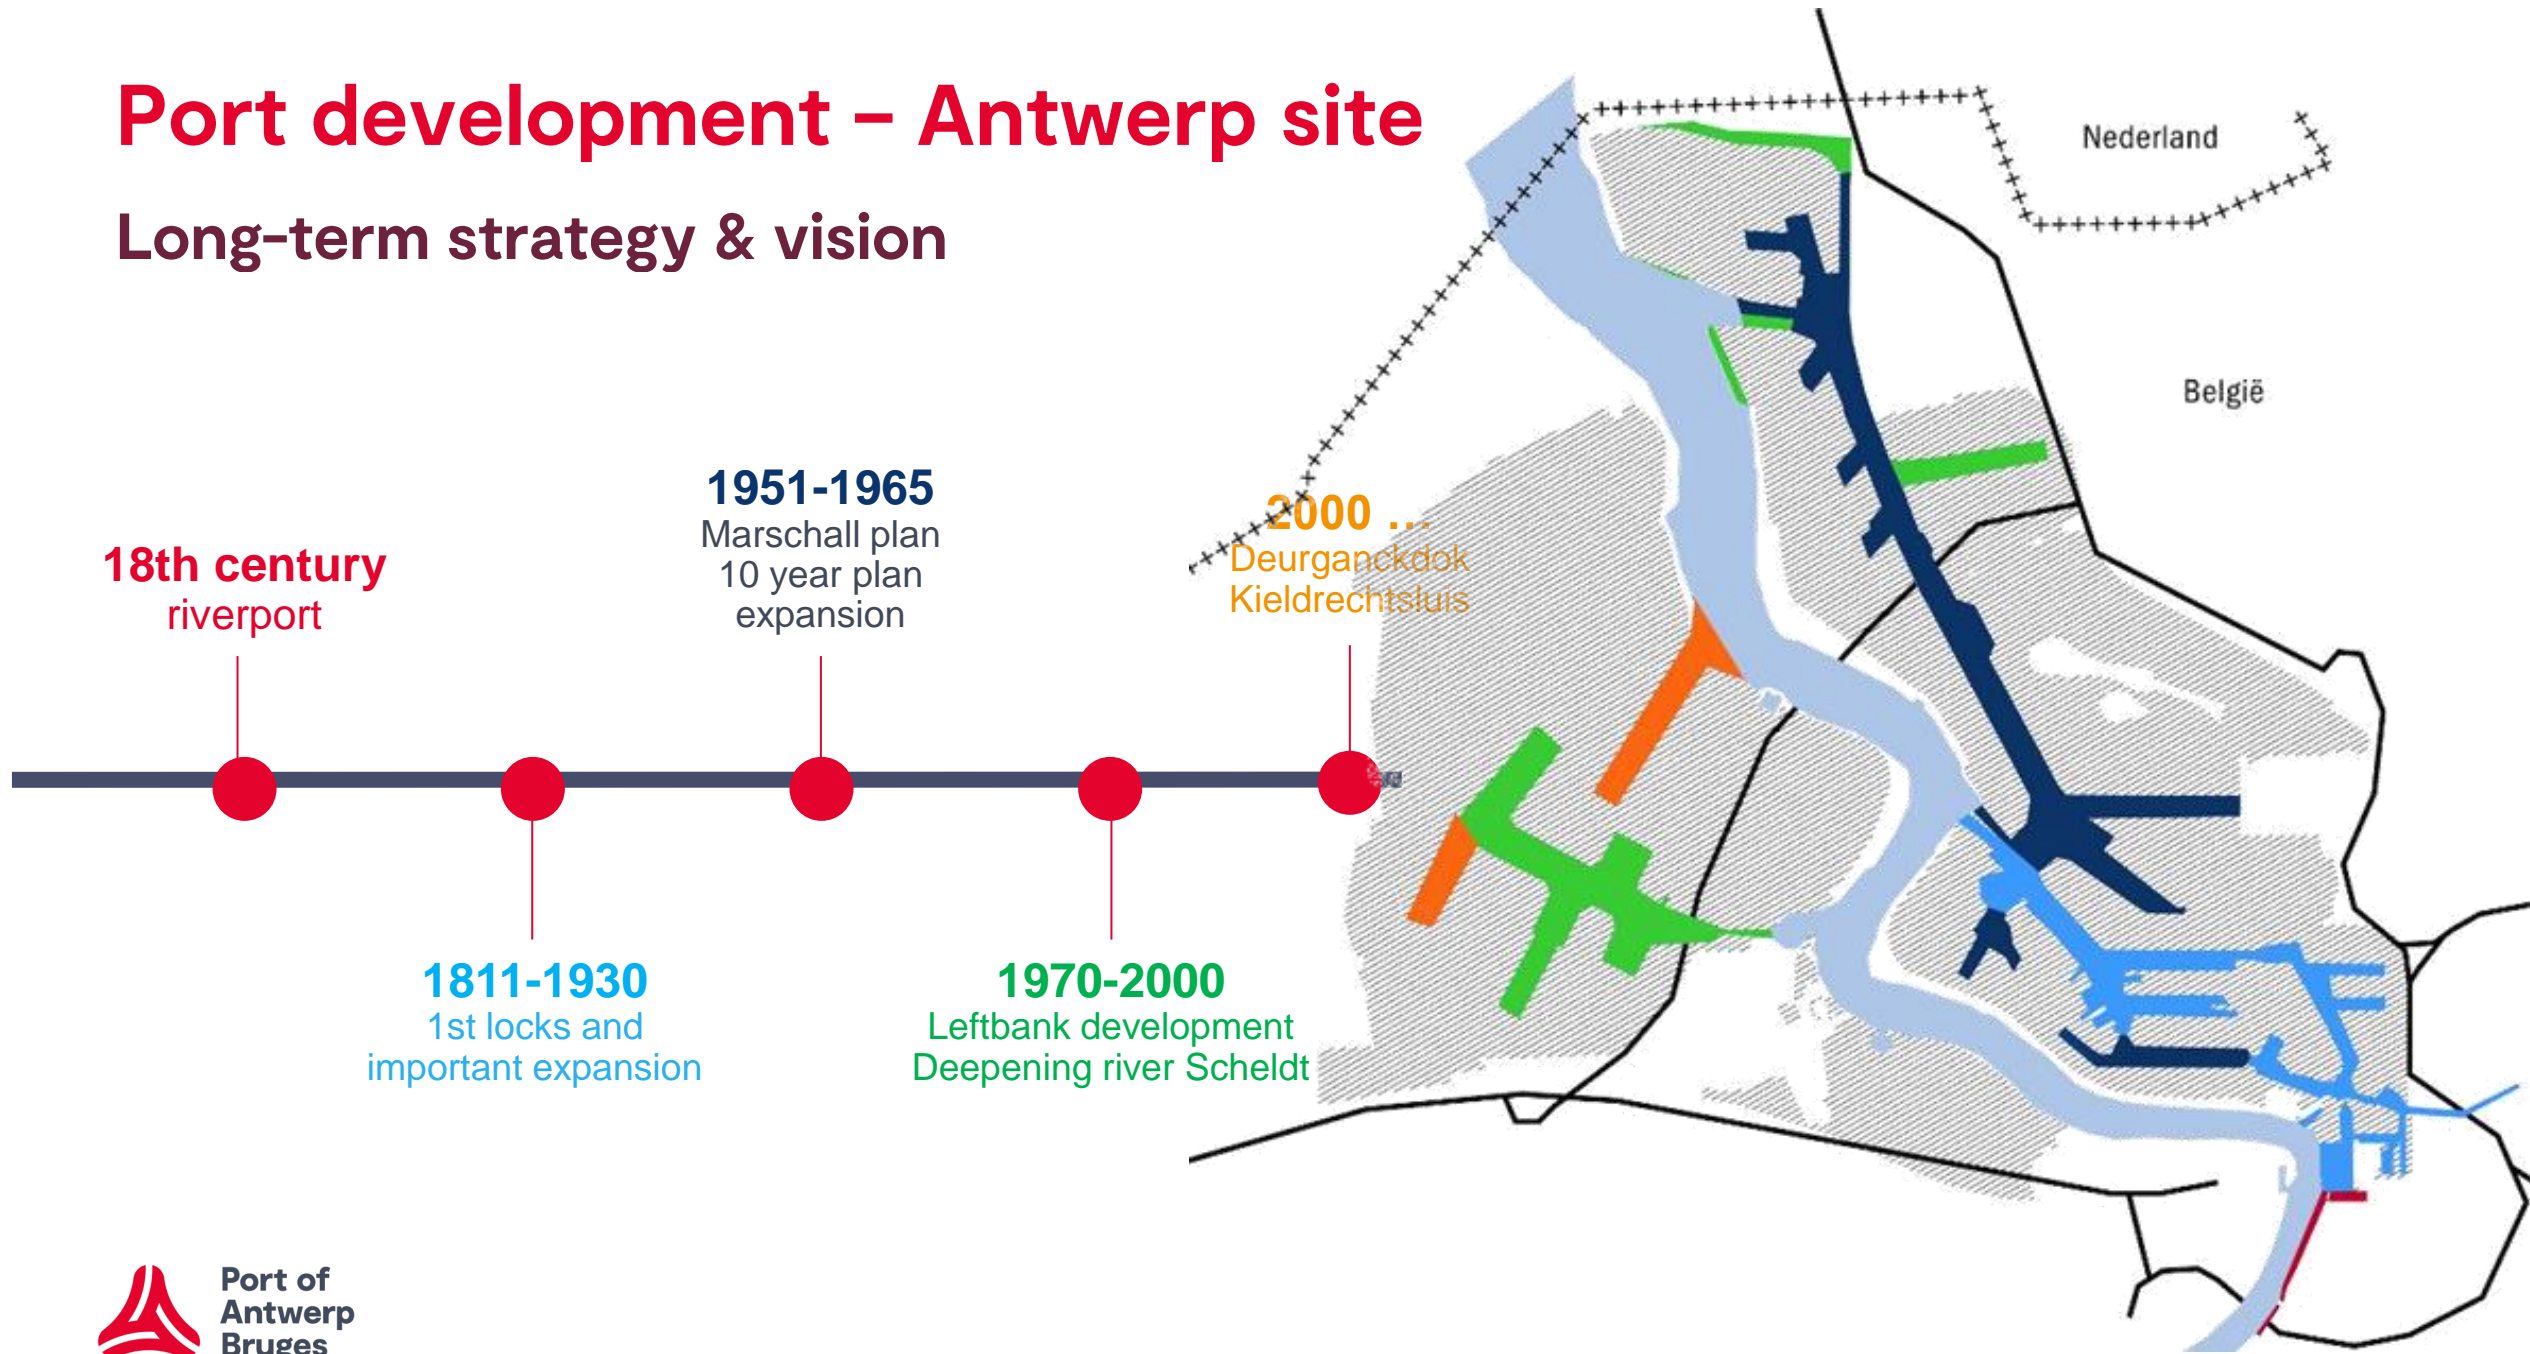 Port development – Antwerp site
Long-term strategy & vision
18th century
riverport
1811-1930
1st locks and
important expansion
1951-1965
Marschall plan
10 year plan
expansion
1970-2000
Leftbank development
Deepening river Scheldt
2000 ...
Deurganckdok
Kieldrechtsluis
Nederland
België
Port of
Antwerp
Bruges